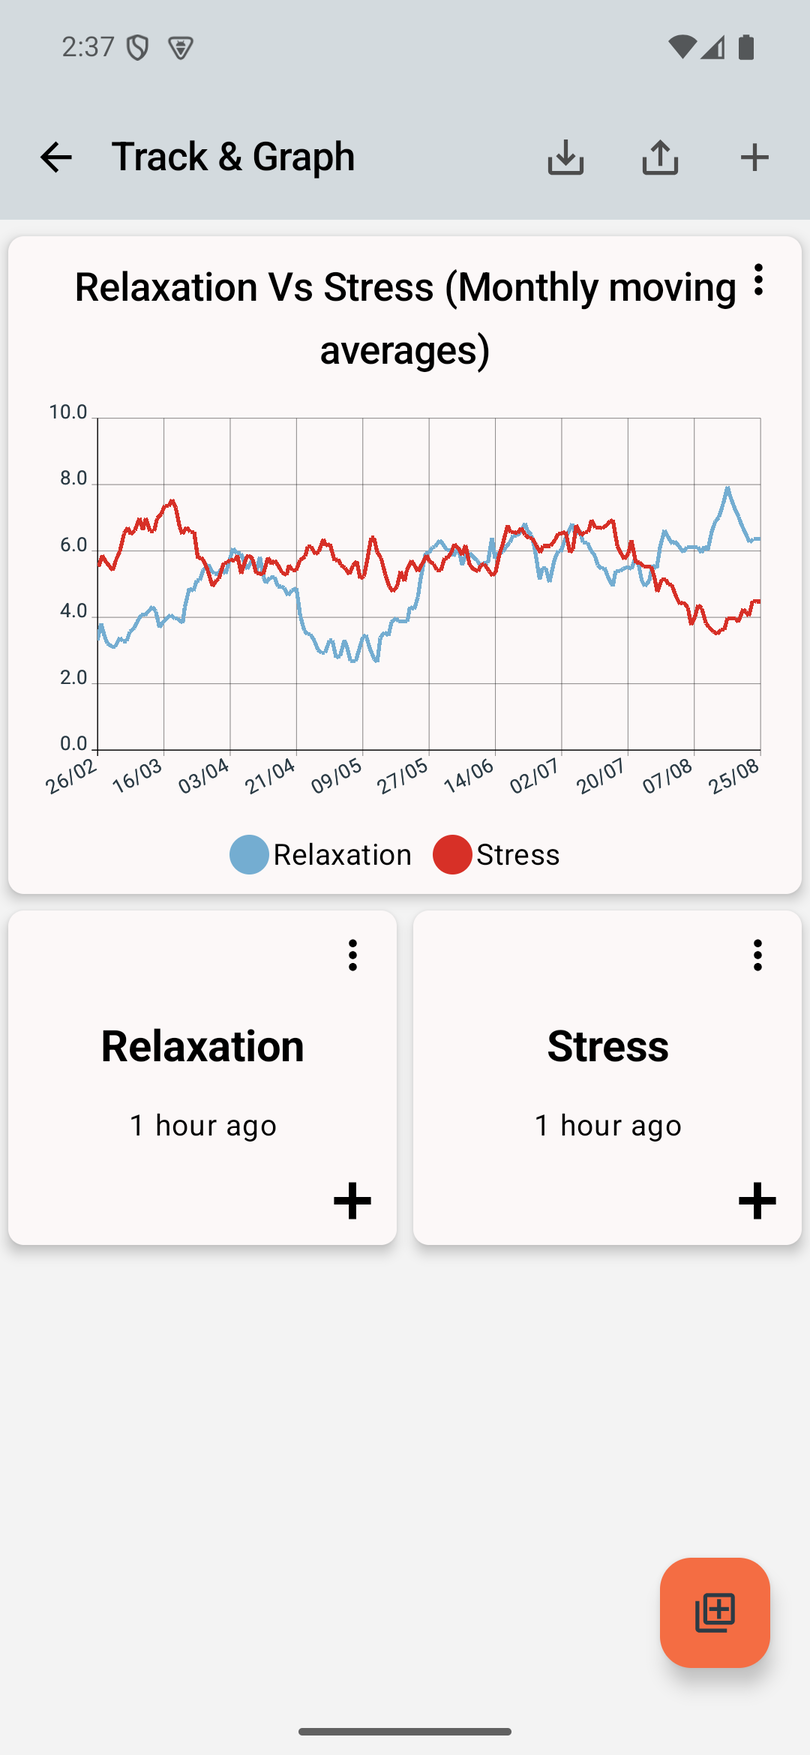 2:37
Track & Graph
Relaxation Vs Stress (Monthly moving
averages)
10.0
8.0
6.0
4.0
2.0
0.0
26/02 16/03 03/04 21/04 09/05 27/05 14/06 02/07 20/07 07/08 25/08
Relaxation Stress
Relaxation Stress
1 hour ago 1 hour ago